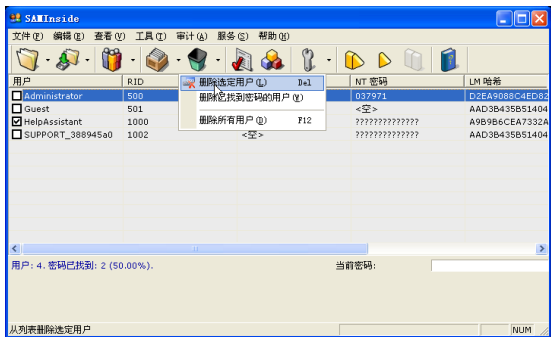 SAMInside
文件(F) 编辑(E) 查看(V) 工具(T) 审计(A) 服务(S) 帮助(H)
用户 RID NT 密码 LM 哈希
删除选定用户(L) Del
删除已找到密码的用户(Y)
删除所有用户(D) F12
Administrator 500 037971 D2EA9088C4ED82
Guest 501 <空> AAD3B435B51404
HelpAssistant 1000 ?????????????? A9B9B6CEA7332A
SUPPORT_388945a0 1002 <空> ?????????????? AAD3B435B51404
用户: 4. 密码已找到: 2 (50.00%). 当前密码:
从列表删除选定用户 NUM